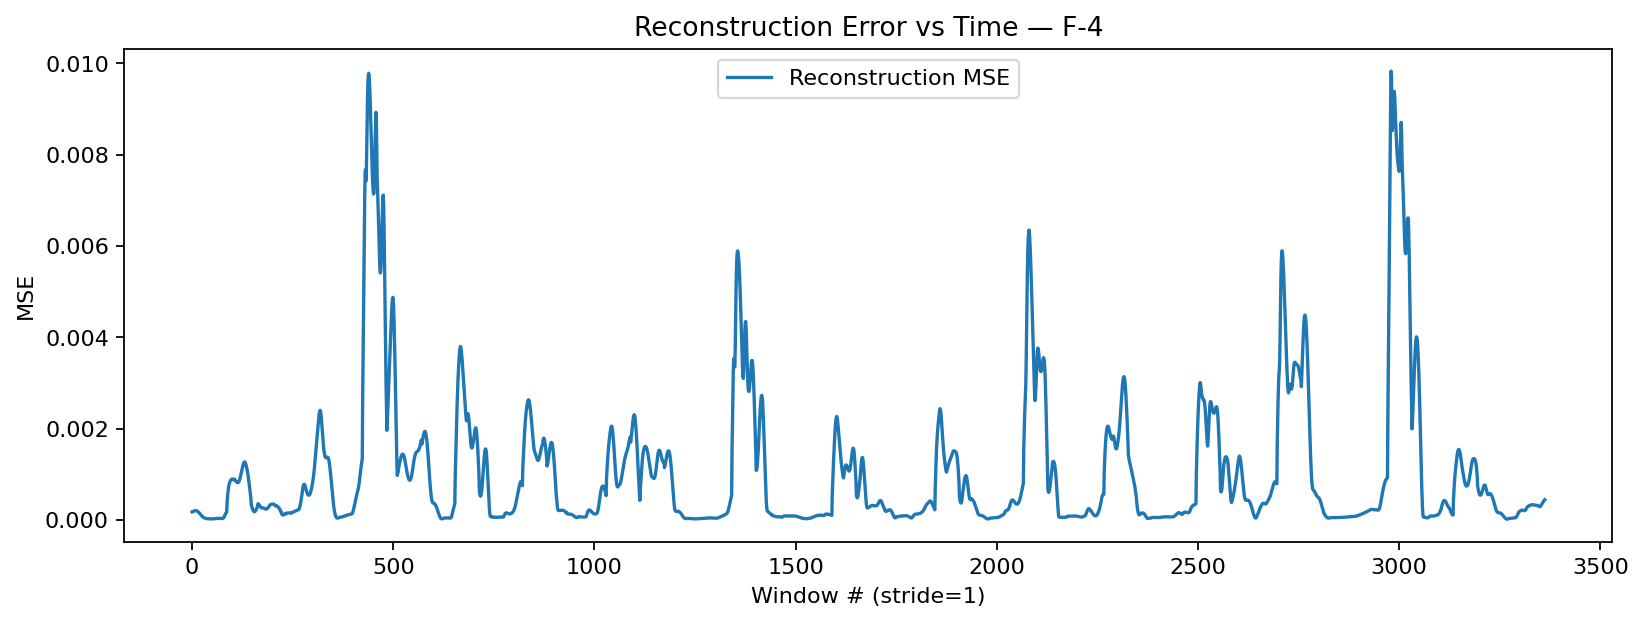 Reconstruction Error vs Time — F-4
Reconstruction MSE
0.010
0.008
0.006
0.004
0.002
0.000
MSE
0 500 1000 1500 2000 2500 3000 3500
Window # (stride=1)